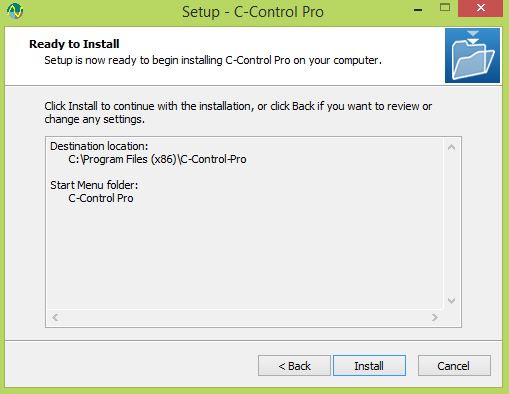 Setup - C-Control Pro
Ready to Install
Setup is now ready to begin installing C-Control Pro on your computer.
Click Install to continue with the installation, or click Back if you want to review or
change any settings.
Destination location:
C:\Program Files (x86)\C-Control-Pro
Start Menu folder:
C-Control Pro
< Back
Install
Cancel